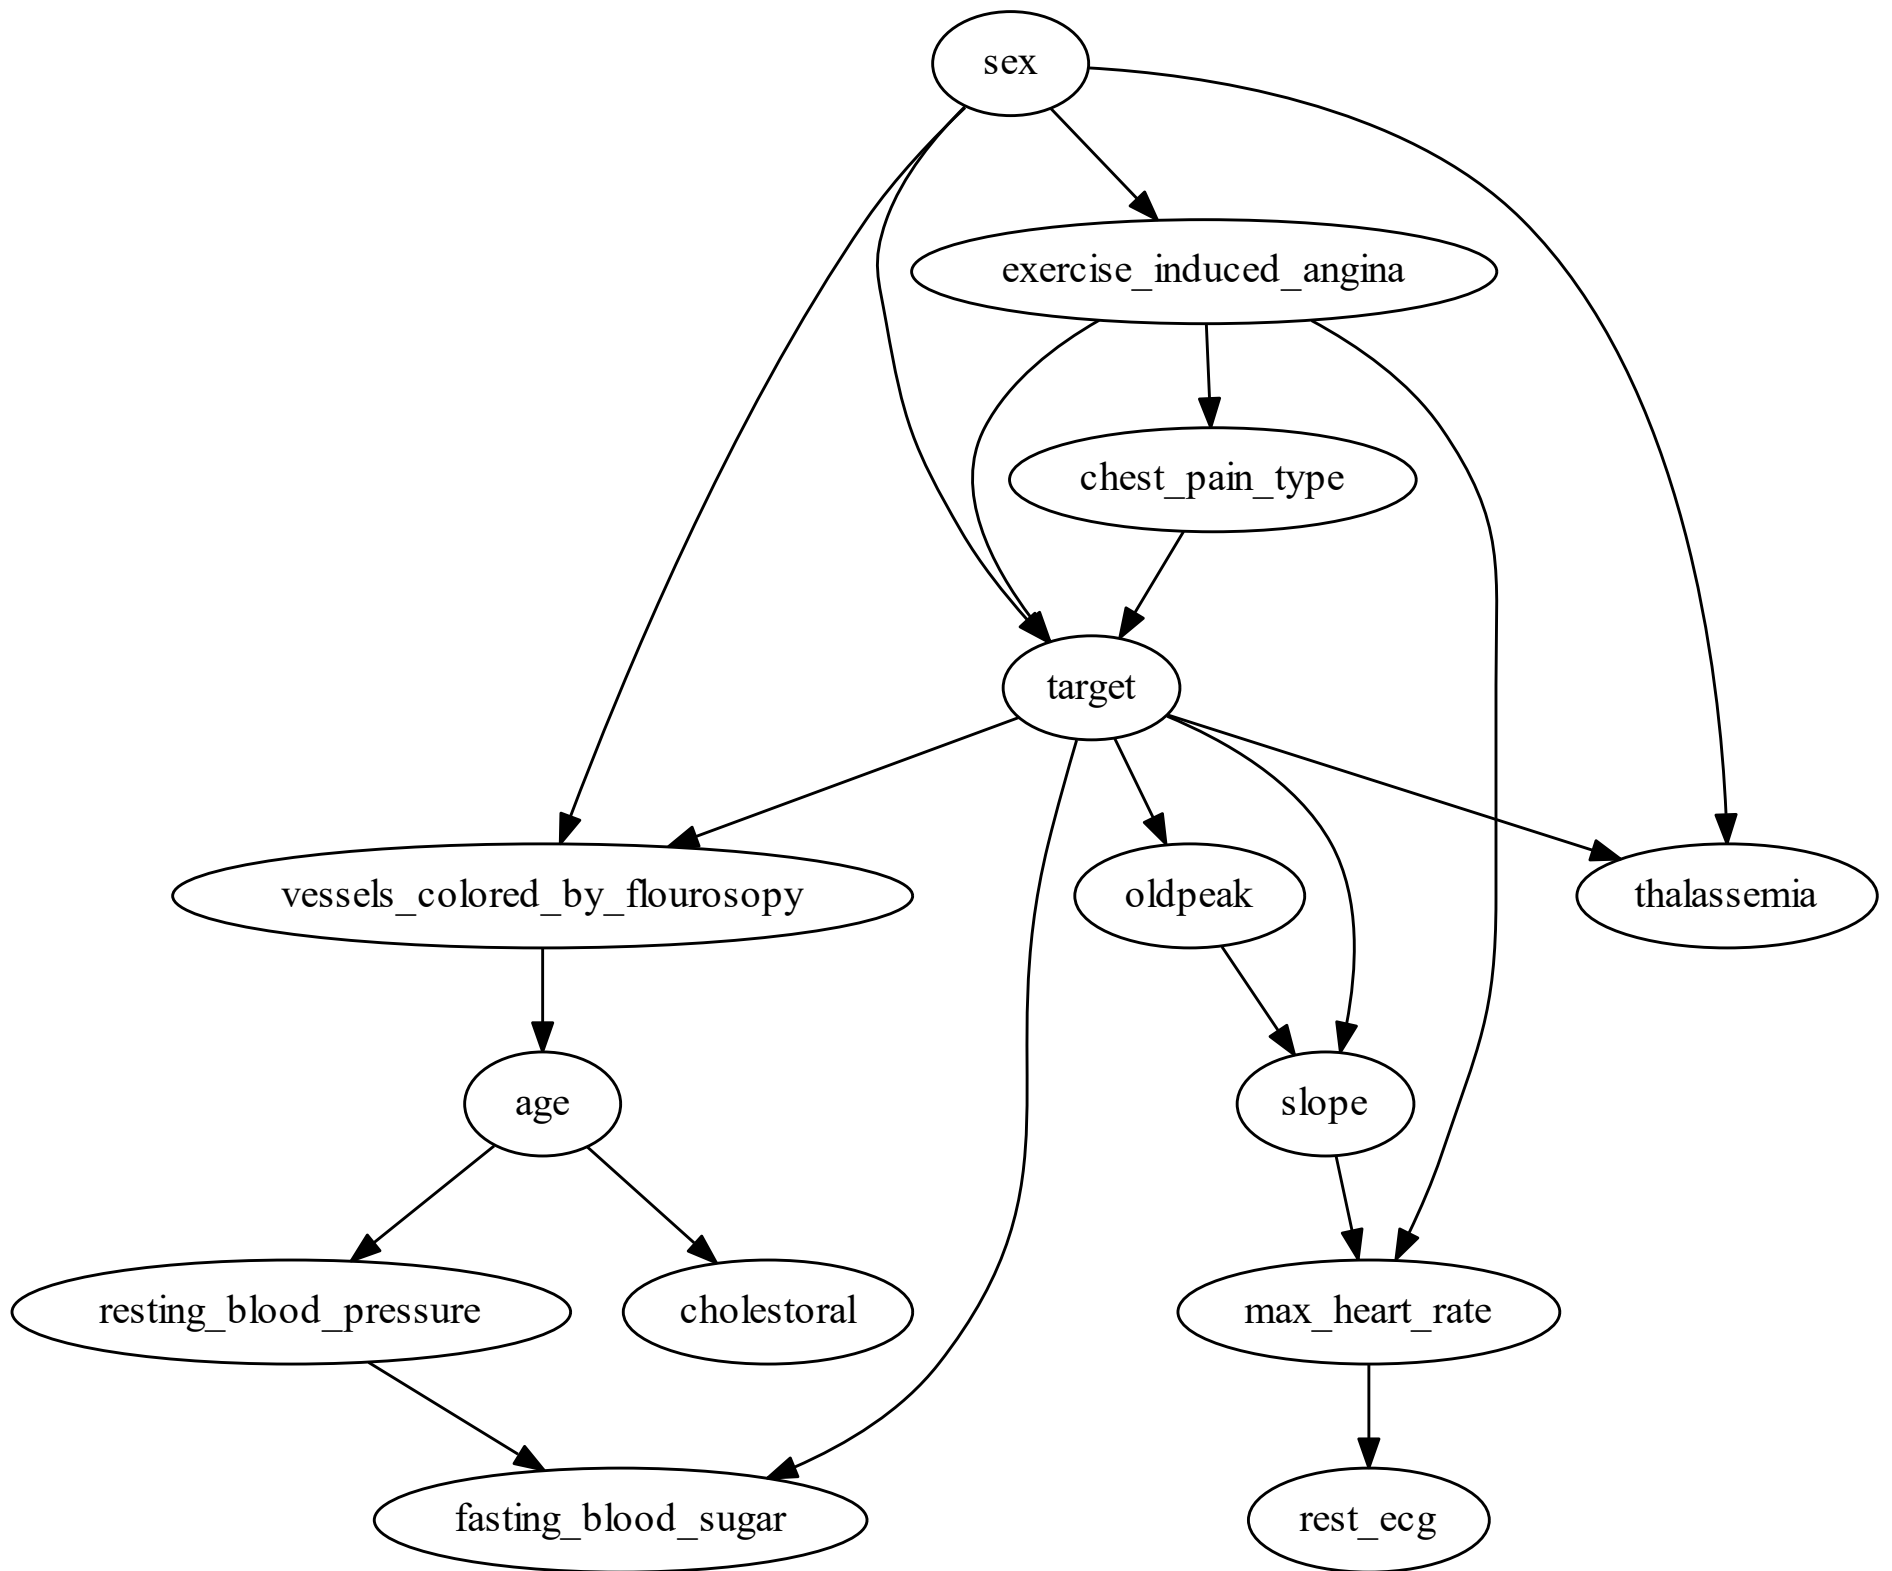 sex
exercise_induced_angina
chest_pain_type
target
vessels_colored_by_flourosopy
oldpeak
thalassemia
age
slope
resting_blood_pressure
cholestoral
max_heart_rate
fasting_blood_sugar
rest_ecg